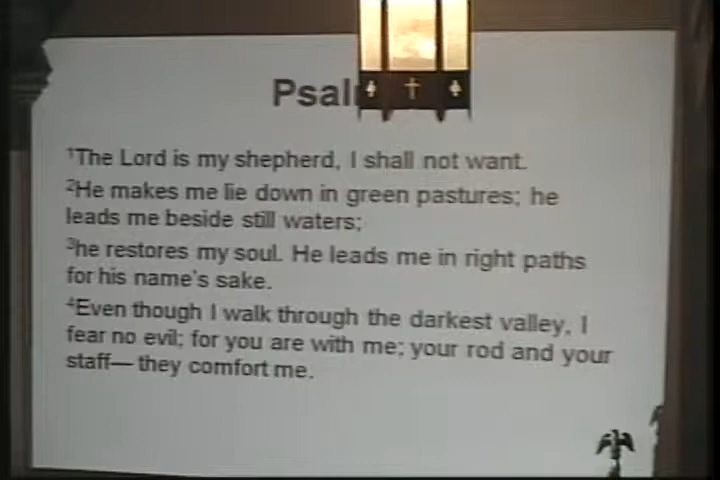 Psal
¹The Lord is my shepherd, I shall not want.
²He makes me lie down in green pastures; he
leads me beside still waters;
³he restores my soul. He leads me in right paths
for his name's sake.
⁴Even though I walk through the darkest valley, I
fear no evil; for you are with me; your rod and your
staff— they comfort me.